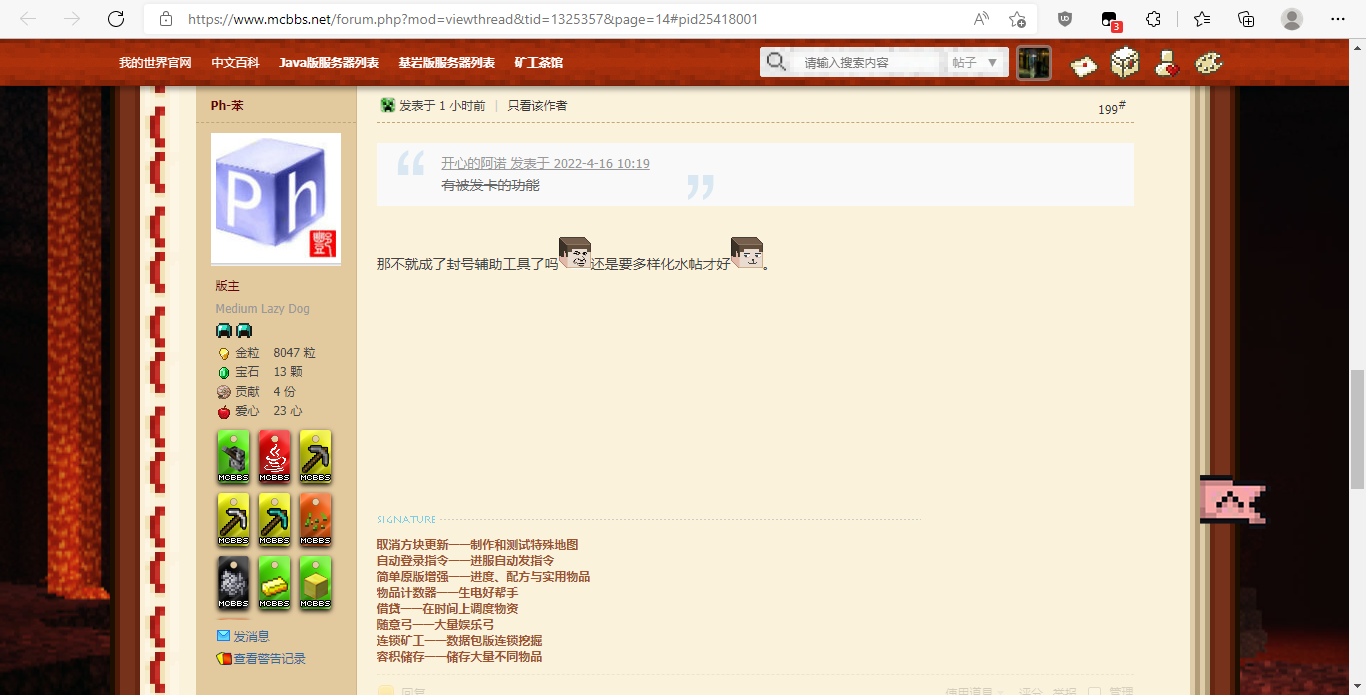 https://www.mcbbs.net/forum.php?mod=viewthread&tid=1325357&page=14#pid25418001
3
我的世界官网 中文百科 Java版服务器列表 基岩版服务器列表 矿工茶馆 请输入搜索内容 帖子
Ph-苯
发表于 1 小时前 | 只看该作者
199#
开心的阿诺 发表于 2022-4-16 10:19
有被发卡的功能
Ph
那不就成了封号辅助工具了吗还是要多样化水帖才好。
版主
Medium Lazy Dog
金粒 8047 粒
宝石 13 颗
贡献 4 份
爱心 23 心
MCBBS MCBBS MCBBS
MCBBS MCBBS MCBBS
MCBBS MCBBS MCBBS
发消息
查看警告记录
SIGNATURE
取消方块更新——制作和测试特殊地图
自动登录指令——进服自动发指令
简单原版增强——进度、配方与实用物品
物品计数器——生电好帮手
借贷——在时间上调度物资
随意弓——大量娱乐弓
连锁矿工——数据包版连锁挖掘
容积储存——储存大量不同物品
回复 使用道具 评分 举报 管理